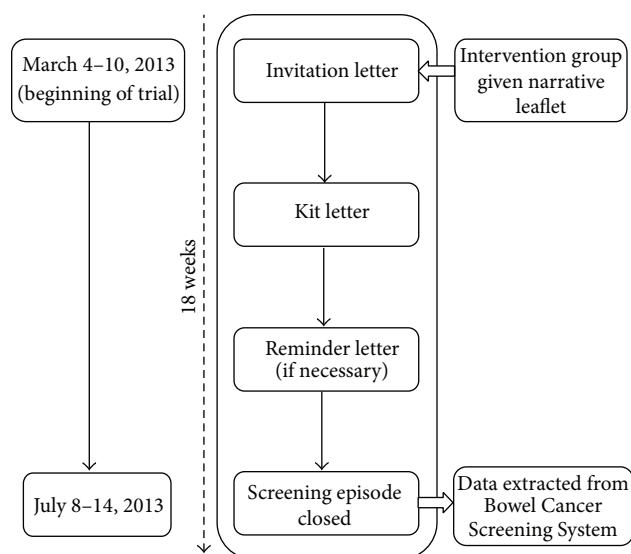 March 4–10, 2013
(beginning of trial)
Invitation letter
Intervention group
given narrative
leaflet
Kit letter
18 weeks
Reminder letter
(if necessary)
July 8–14, 2013
Screening episode
closed
Data extracted from
Bowel Cancer
Screening System